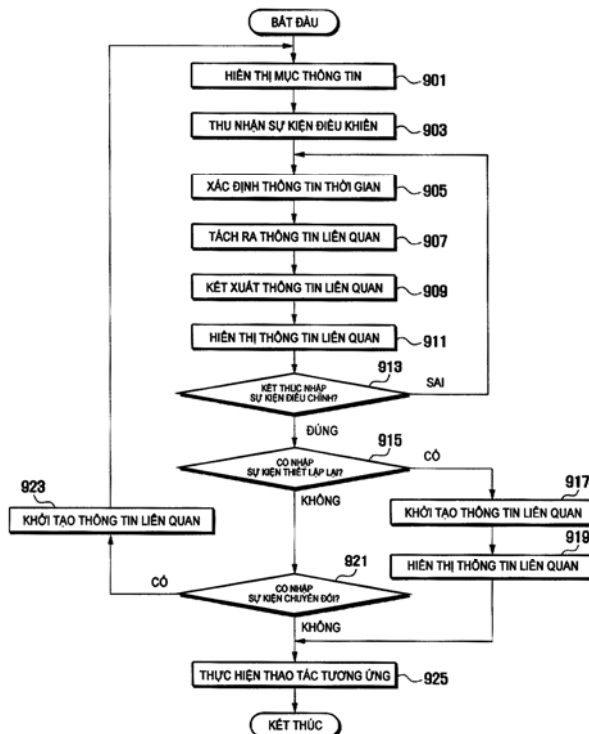 BẮT ĐẦU
HIỂN THỊ MỤC THÔNG TIN
901
THU NHẬN SỰ KIỆN ĐIỀU KHIỂN
903
XÁC ĐỊNH THÔNG TIN THỜI GIAN
905
TÁCH RA THÔNG TIN LIÊN QUAN
907
KẾT XUẤT THÔNG TIN LIÊN QUAN
909
HIỂN THỊ THÔNG TIN LIÊN QUAN
911
913
KẾT THÚC NHẬP
SỰ KIỆN ĐIỀU CHỈNH?
SAI
ĐÚNG
915
CO NHẬP
SỰ KIỆN THIẾT LẬP LẠI?
CÓ
KHÔNG
923
KHỞI TẠO THÔNG TIN LIÊN QUAN
917
KHỞI TẠO THÔNG TIN LIÊN QUAN
919
HIỂN THỊ THÔNG TIN LIÊN QUAN
921
CÓ
CO NHẬP
SỰ KIỆN CHUYỂN ĐỔI?
KHÔNG
THỰC HIỆN THAO TÁC TƯƠNG ỨNG
925
KẾT THÚC